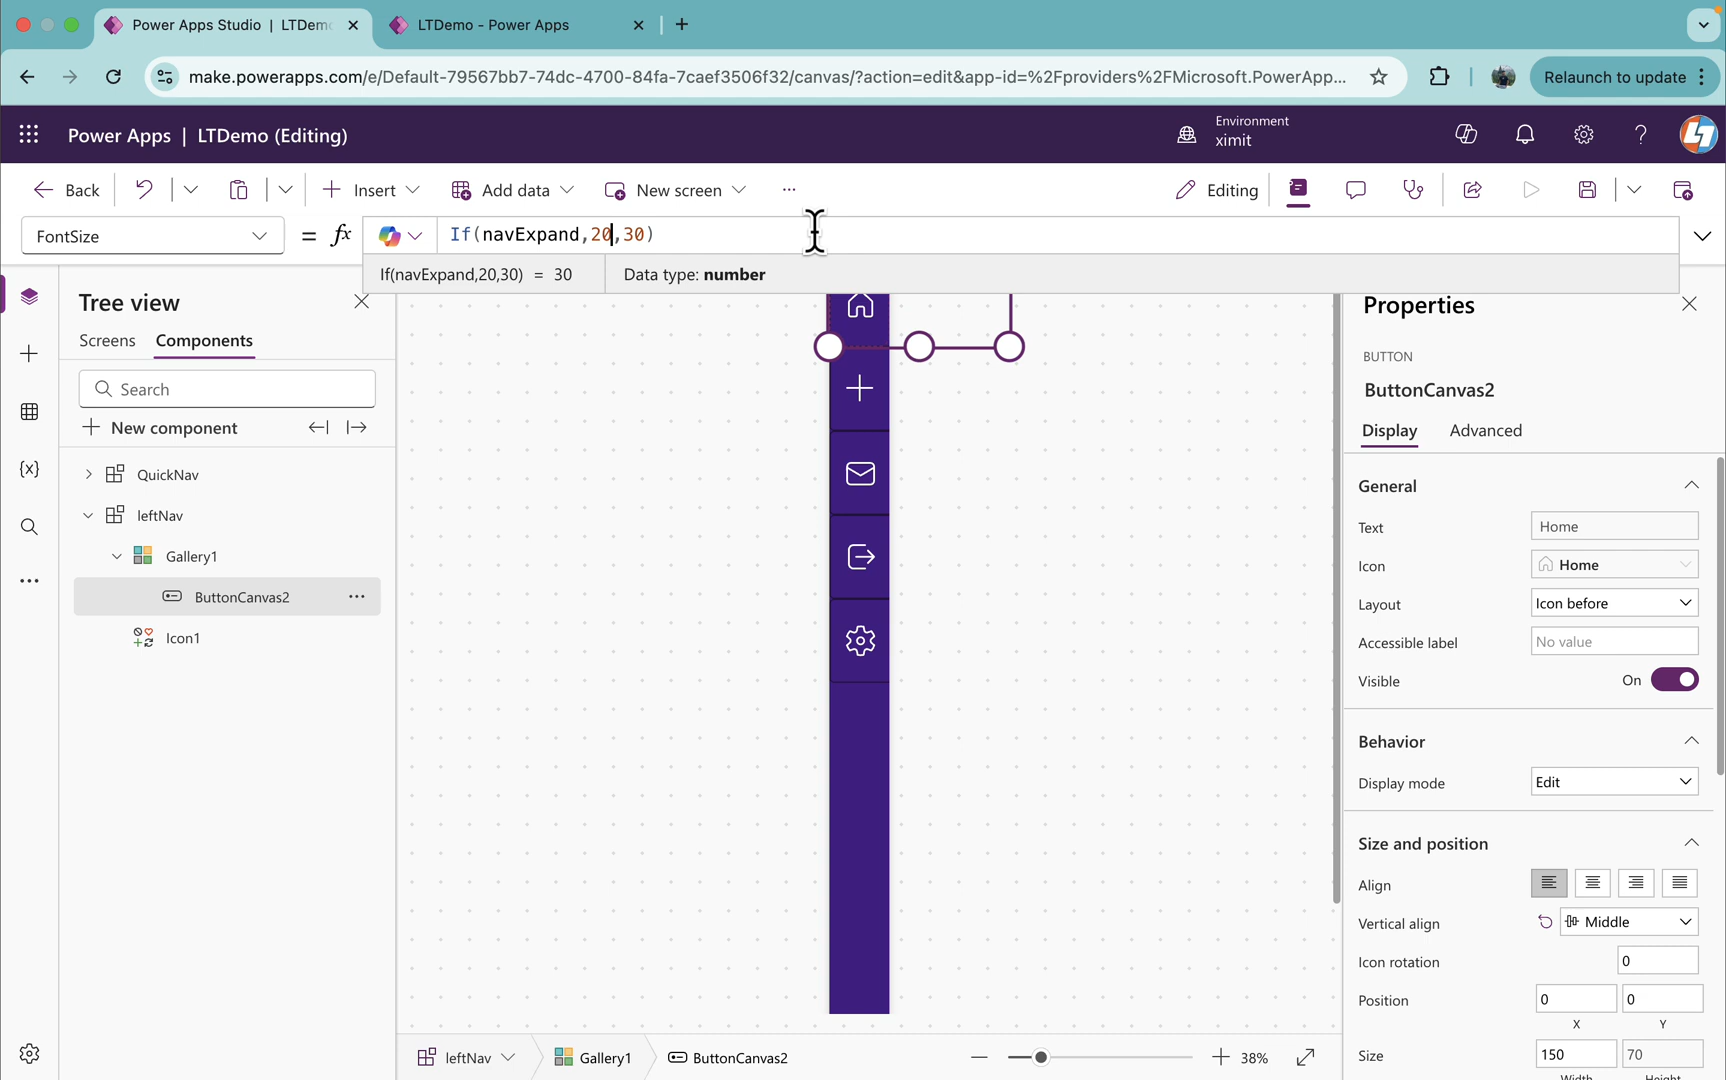 Power Apps Studio | LTDemo
LTDemo - Power Apps
make.powerapps.com/e/Default-79567bb7-74dc-4700-84fa-7caef3506f32/canvas/?action=edit&app-id=%2Fproviders%2FMicrosoft.PowerApp...
Relaunch to update
Power Apps | LTDemo (Editing)
Environment
ximit
Back
Insert
Add data
New screen
...
Editing
FontSize
= fx
If(navExpand,20,30)
If(navExpand,20,30) = 30
Data type: number
Tree view
Screens
Components
Search
New component
QuickNav
leftNav
Gallery1
ButtonCanvas2
Icon1
Properties
BUTTON
ButtonCanvas2
Display
Advanced
General
Text
Home
Icon
Home
Layout
Icon before
Accessible label
No value
Visible
On
Behavior
Display mode
Edit
Size and position
Align
Vertical align
Middle
Icon rotation
0
Position
0
0
X
Y
Size
150
70
Width
Height
leftNav
Gallery1
ButtonCanvas2
38%